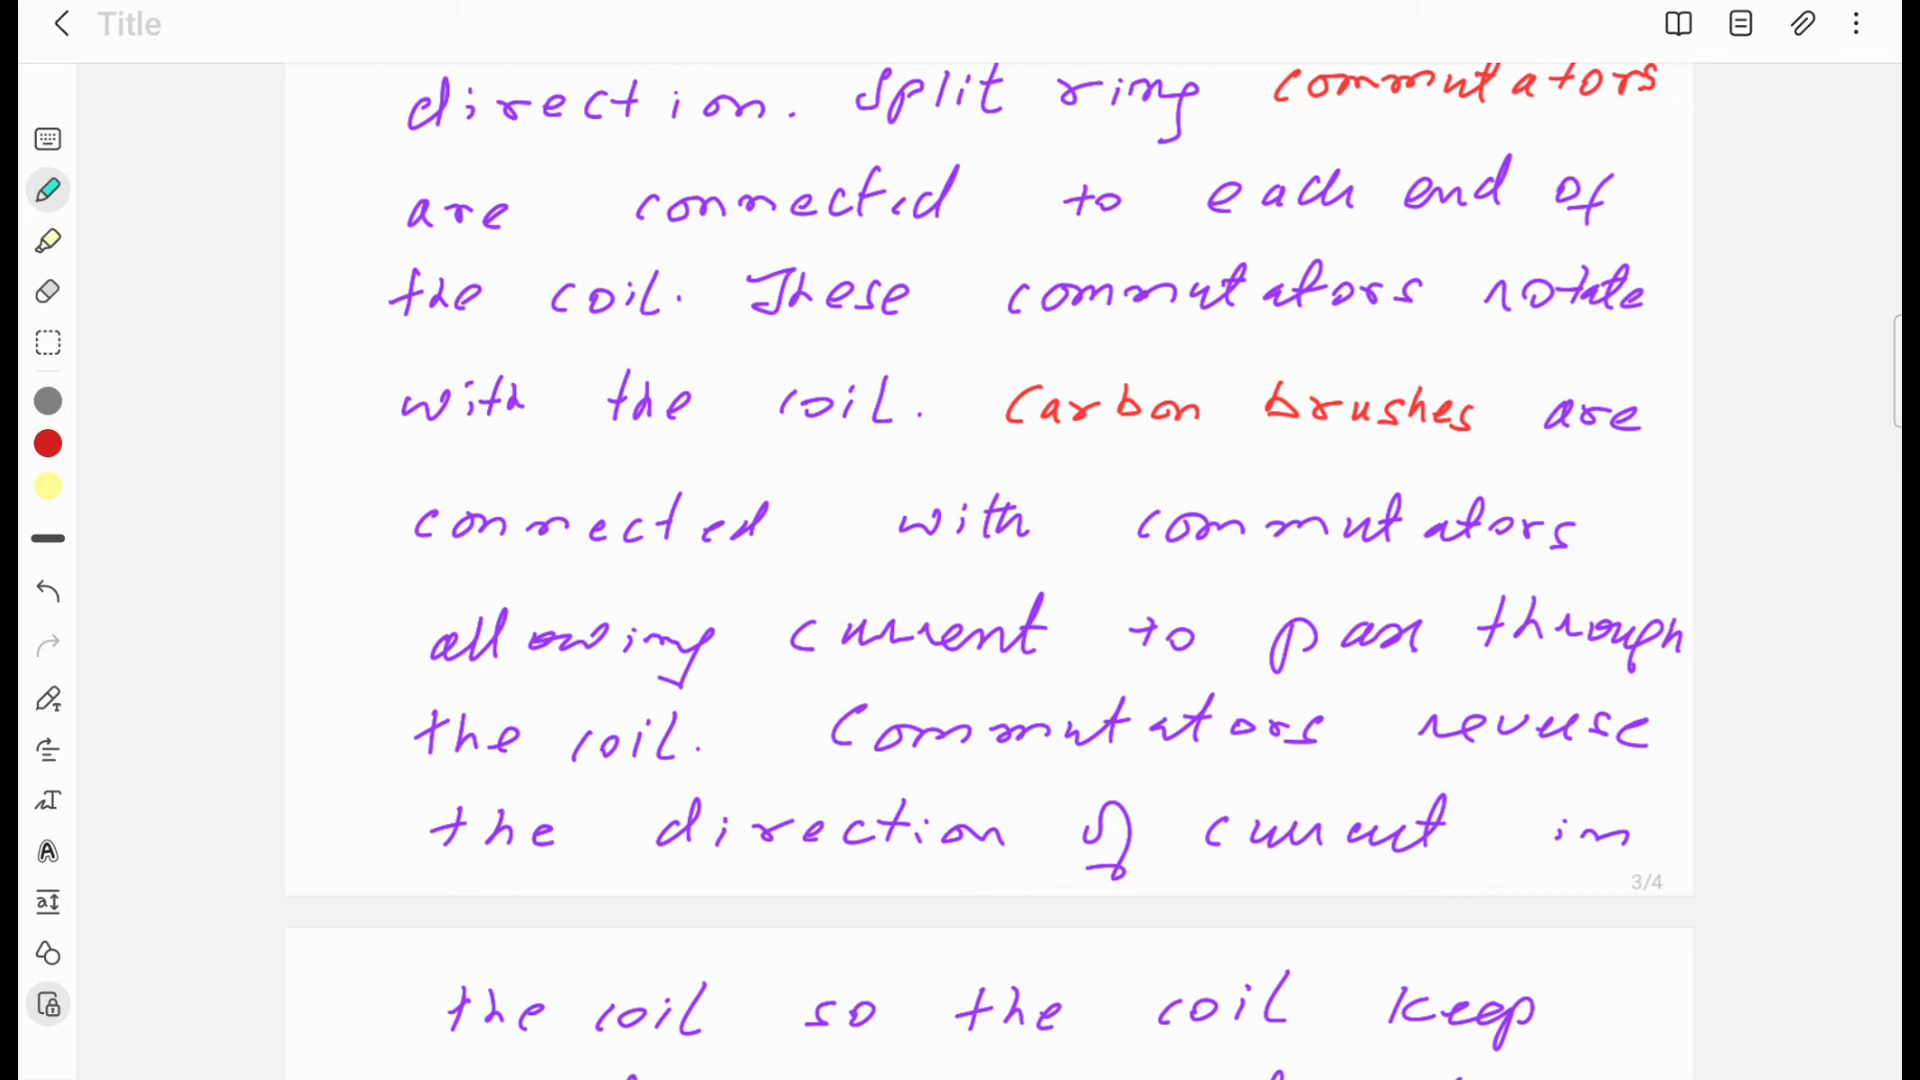 Title
direction. Split ring commutators
are connected to each end of
the coil. These commutators rotate
with the coil. Carbon brushes are
connected with commutators
allowing current to pass through
the coil. Commutators reverse
the direction of current in
3/4
the coil so the coil keep